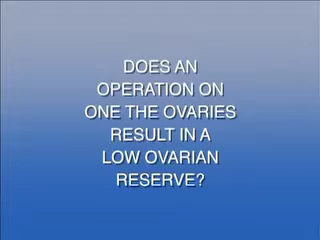 DOES AN
OPERATION ON
ONE THE OVARIES
RESULT IN A
LOW OVARIAN
RESERVE?